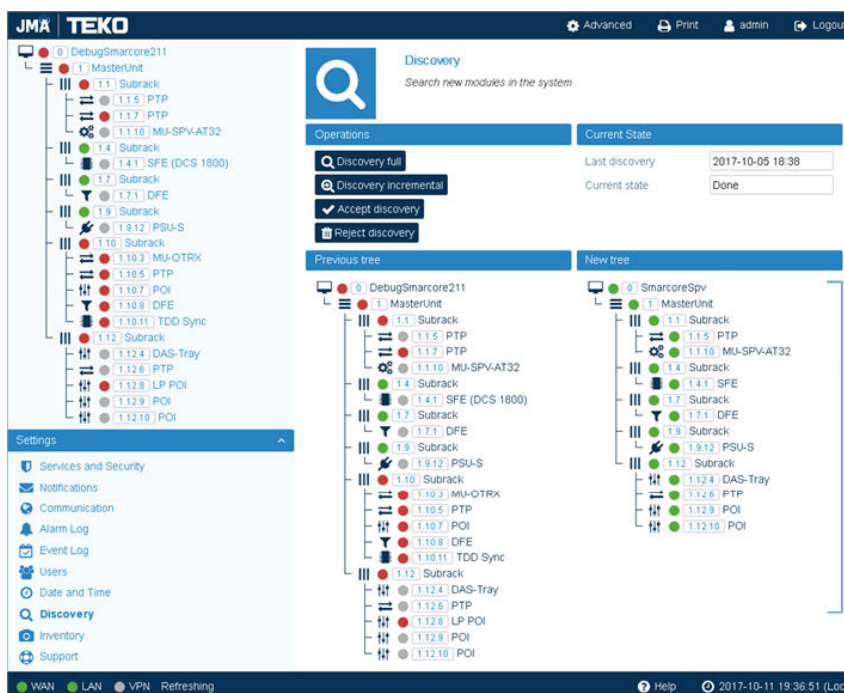 JMA TEKO
Advanced Print admin Logout
0 DebugSmarcore211
1 MasterUnit
1.1 Subrack
1.1.5 PTP
1.1.7 PTP
1.1.10 MU-SPV-AT32
1.4 Subrack
1.4.1 SFE (DCS 1800)
1.7 Subrack
1.7.1 DFE
1.9 Subrack
1.9.12 PSU-S
1.10 Subrack
1.10.3 MU-OTRX
1.10.5 PTP
1.10.7 POI
1.10.8 DFE
1.10.11 TDD Sync
1.12 Subrack
1.12.4 DAS-Tray
1.12.6 PTP
1.12.8 LP POI
1.12.9 POI
1.12.10 POI
Settings
Services and Security
Notifications
Communication
Alarm Log
Event Log
Users
Date and Time
Discovery
Inventory
Support
Discovery
Search new modules in the system
Operations
Discovery full
Discovery incremental
Accept discovery
Reject discovery
Current State
Last discovery 2017-10-05 18:38
Current state Done
Previous tree
0 DebugSmarcore211
1 MasterUnit
1.1 Subrack
1.1.5 PTP
1.1.7 PTP
1.1.10 MU-SPV-AT32
1.4 Subrack
1.4.1 SFE (DCS 1800)
1.7 Subrack
1.7.1 DFE
1.9 Subrack
1.9.12 PSU-S
1.10 Subrack
1.10.3 MU-OTRX
1.10.5 PTP
1.10.7 POI
1.10.8 DFE
1.10.11 TDD Sync
1.12 Subrack
1.12.4 DAS-Tray
1.12.6 PTP
1.12.8 LP POI
1.12.9 POI
1.12.10 POI
New tree
0 SmarcoreSpv
1 MasterUnit
1.1 Subrack
1.1.5 PTP
1.1.10 MU-SPV-AT32
1.4 Subrack
1.4.1 SFE
1.7 Subrack
1.7.1 DFE
1.9 Subrack
1.9.12 PSU-S
1.12 Subrack
1.12.4 DAS-Tray
1.12.6 PTP
1.12.9 POI
1.12.10 POI
WAN LAN VPN Refreshing
Help 2017-10-11 19:36:51 (Loc